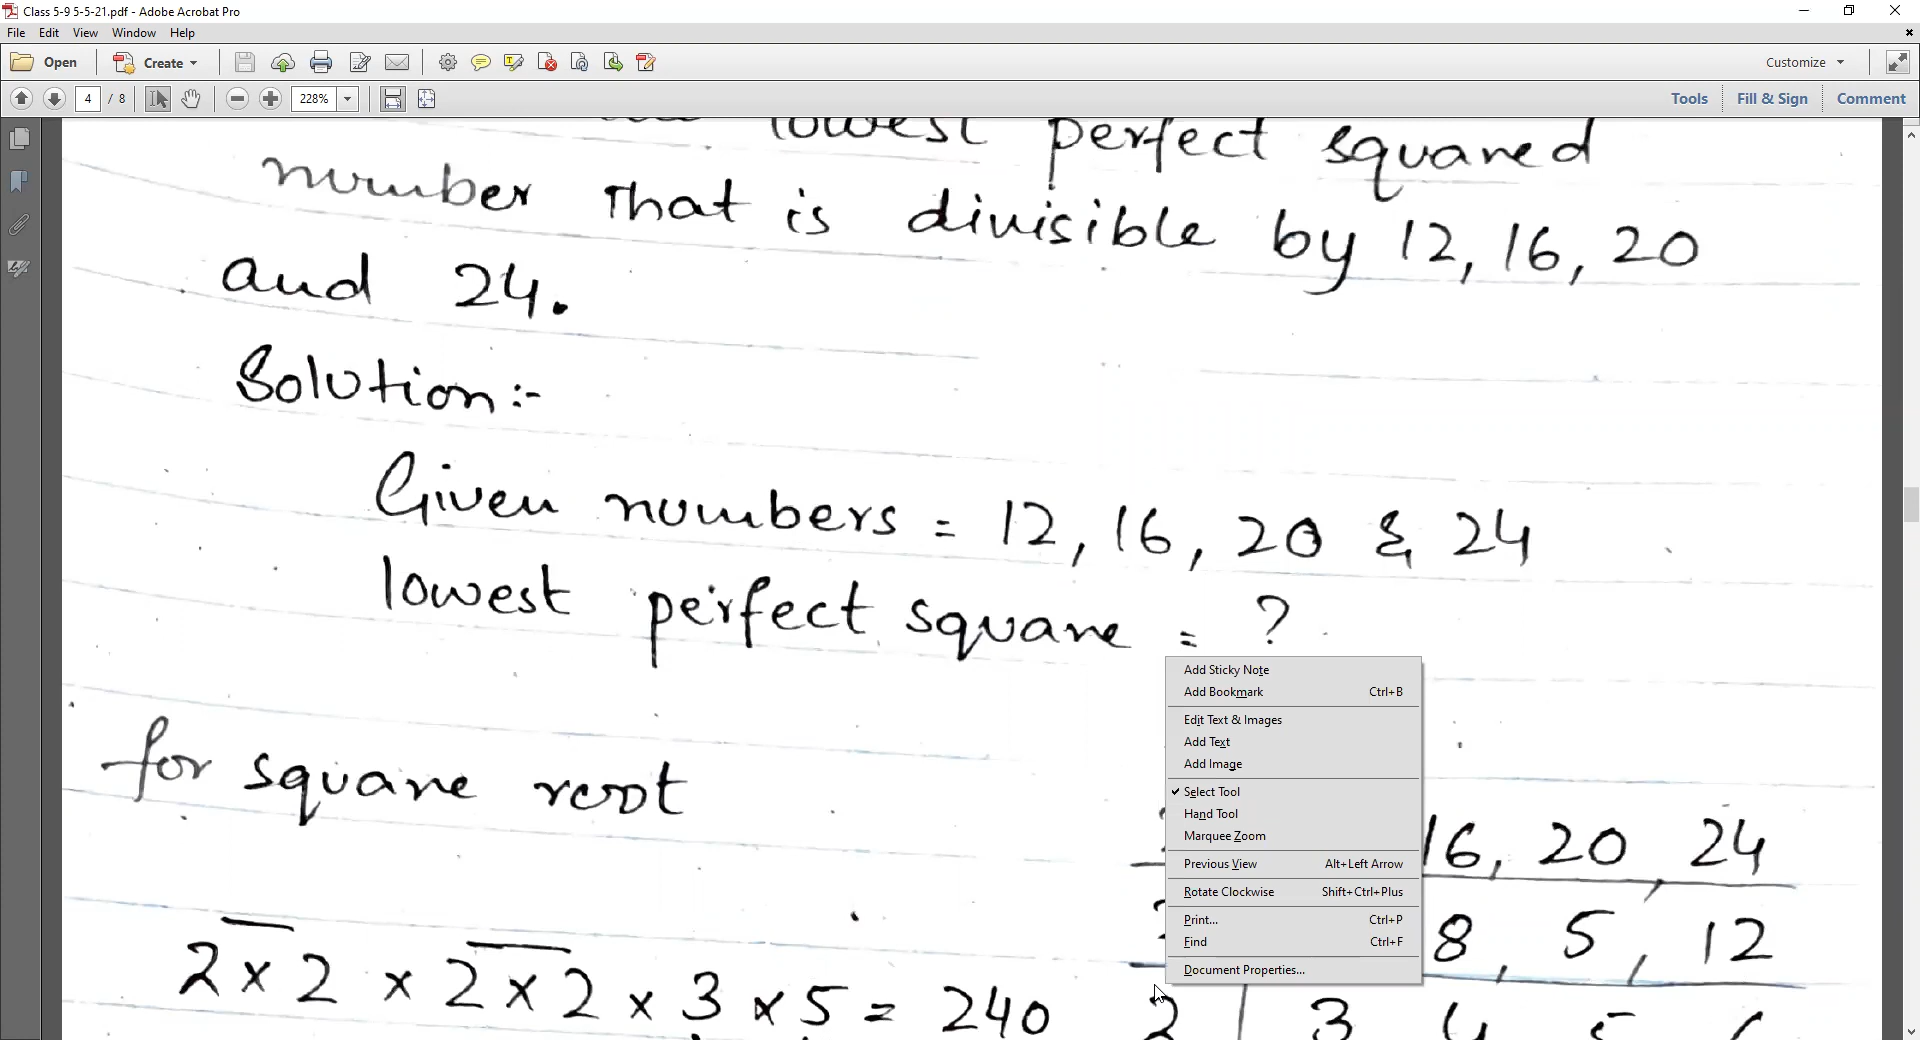 Class 5-9 5-5-21.pdf - Adobe Acrobat Pro
File Edit View Window Help
Open Create Customize
4 / 8 228% Tools Fill & Sign Comment
lowest perfect squared
number that is divisible by 12, 16, 20
and 24.
Solution:-
Given numbers = 12, 16, 20 & 24
lowest perfect square = ?
Add Sticky Note
Add Bookmark Ctrl+B
Edit Text & Images
Add Text
Add Image
Select Tool
Hand Tool
Marquee Zoom
Previous View Alt+Left Arrow
Rotate Clockwise Shift+Ctrl+Plus
Print... Ctrl+P
Find Ctrl+F
Document Properties...
for square root
16, 20, 24
8, 5, 12
2 x 2 x 2 x 2 x 3 x 5 = 240
2 | 3 4 5 6